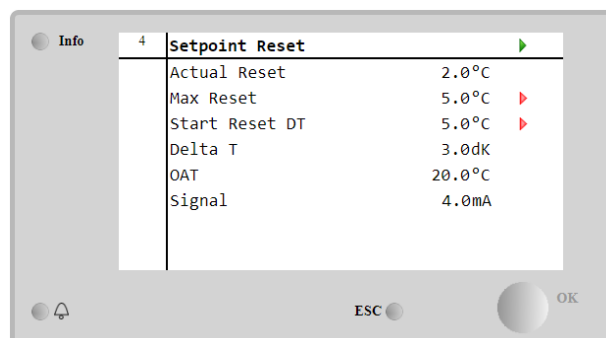 Info
4 Setpoint Reset
Actual Reset 2.0°C
Max Reset 5.0°C
Start Reset DT 5.0°C
Delta T 3.0dK
OAT 20.0°C
Signal 4.0mA
ESC
OK